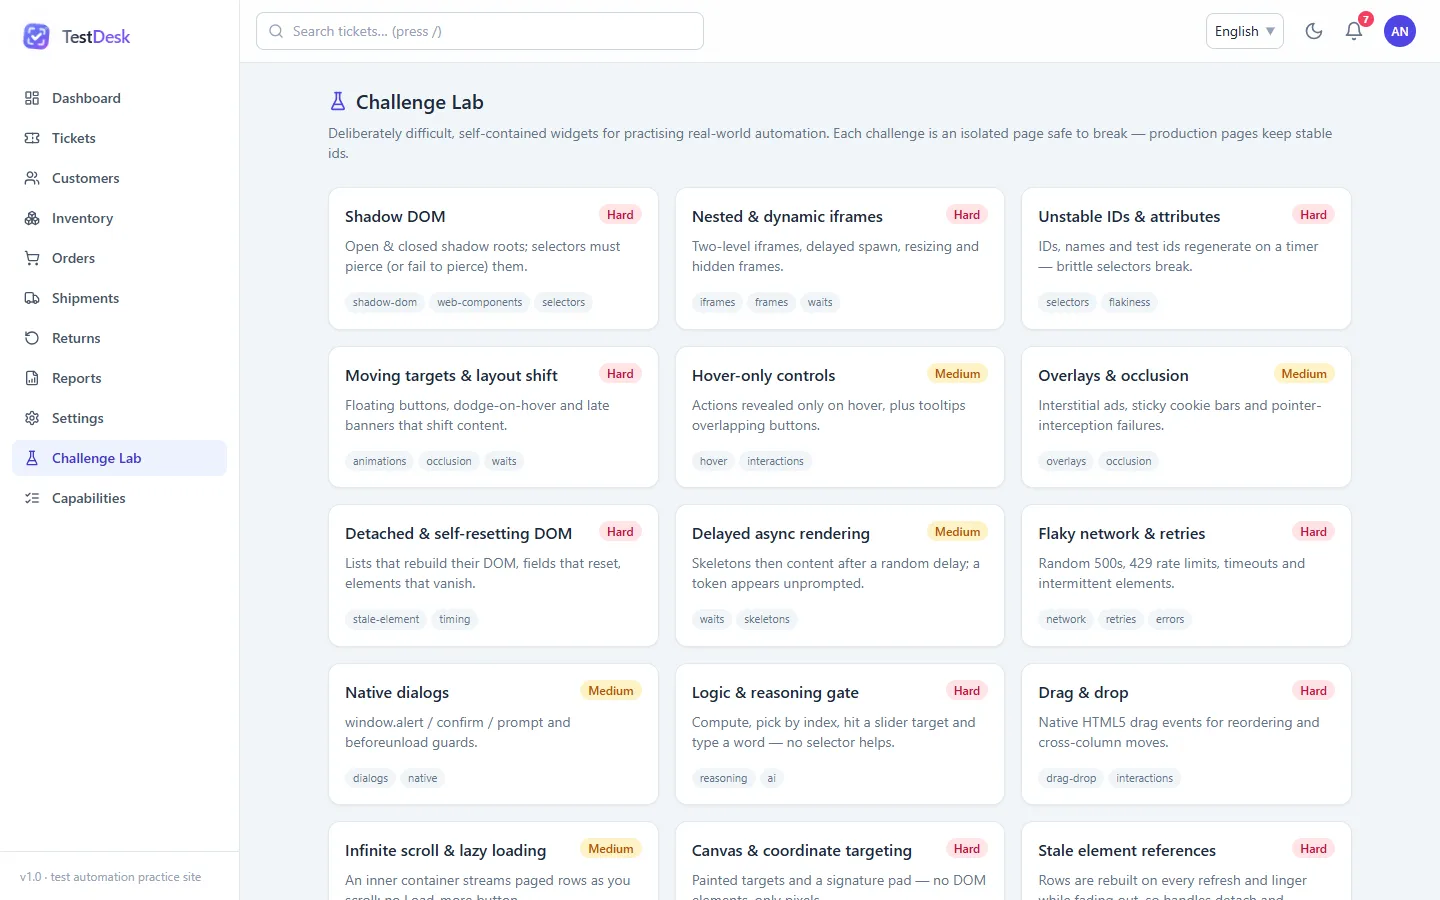 TestDesk
Search tickets... (press /)
English
7
AN
Dashboard
Tickets
Customers
Inventory
Orders
Shipments
Returns
Reports
Settings
Challenge Lab
Capabilities
v1.0 · test automation practice site
Challenge Lab
Deliberately difficult, self-contained widgets for practising real-world automation. Each challenge is an isolated page safe to break — production pages keep stable
ids.
Shadow DOM
Hard
Open & closed shadow roots; selectors must
pierce (or fail to pierce) them.
shadow-dom web-components selectors
Nested & dynamic iframes
Hard
Two-level iframes, delayed spawn, resizing and
hidden frames.
iframes frames waits
Unstable IDs & attributes
Hard
IDs, names and test ids regenerate on a timer
— brittle selectors break.
selectors flakiness
Moving targets & layout shift
Hard
Floating buttons, dodge-on-hover and late
banners that shift content.
animations occlusion waits
Hover-only controls
Medium
Actions revealed only on hover, plus tooltips
overlapping buttons.
hover interactions
Overlays & occlusion
Medium
Interstitial ads, sticky cookie bars and pointer-
interception failures.
overlays occlusion
Detached & self-resetting DOM
Hard
Lists that rebuild their DOM, fields that reset,
elements that vanish.
stale-element timing
Delayed async rendering
Medium
Skeletons then content after a random delay; a
token appears unprompted.
waits skeletons
Flaky network & retries
Hard
Random 500s, 429 rate limits, timeouts and
intermittent elements.
network retries errors
Native dialogs
Medium
window.alert / confirm / prompt and
beforeunload guards.
dialogs native
Logic & reasoning gate
Hard
Compute, pick by index, hit a slider target and
type a word — no selector helps.
reasoning ai
Drag & drop
Hard
Native HTML5 drag events for reordering and
cross-column moves.
drag-drop interactions
Infinite scroll & lazy loading
Medium
An inner container streams paged rows as you
scroll; no Load-more button.
Canvas & coordinate targeting
Hard
Painted targets and a signature pad — no DOM
elements, only pixels.
Stale element references
Hard
Rows are rebuilt on every refresh and linger
while fading out, so handles detach and